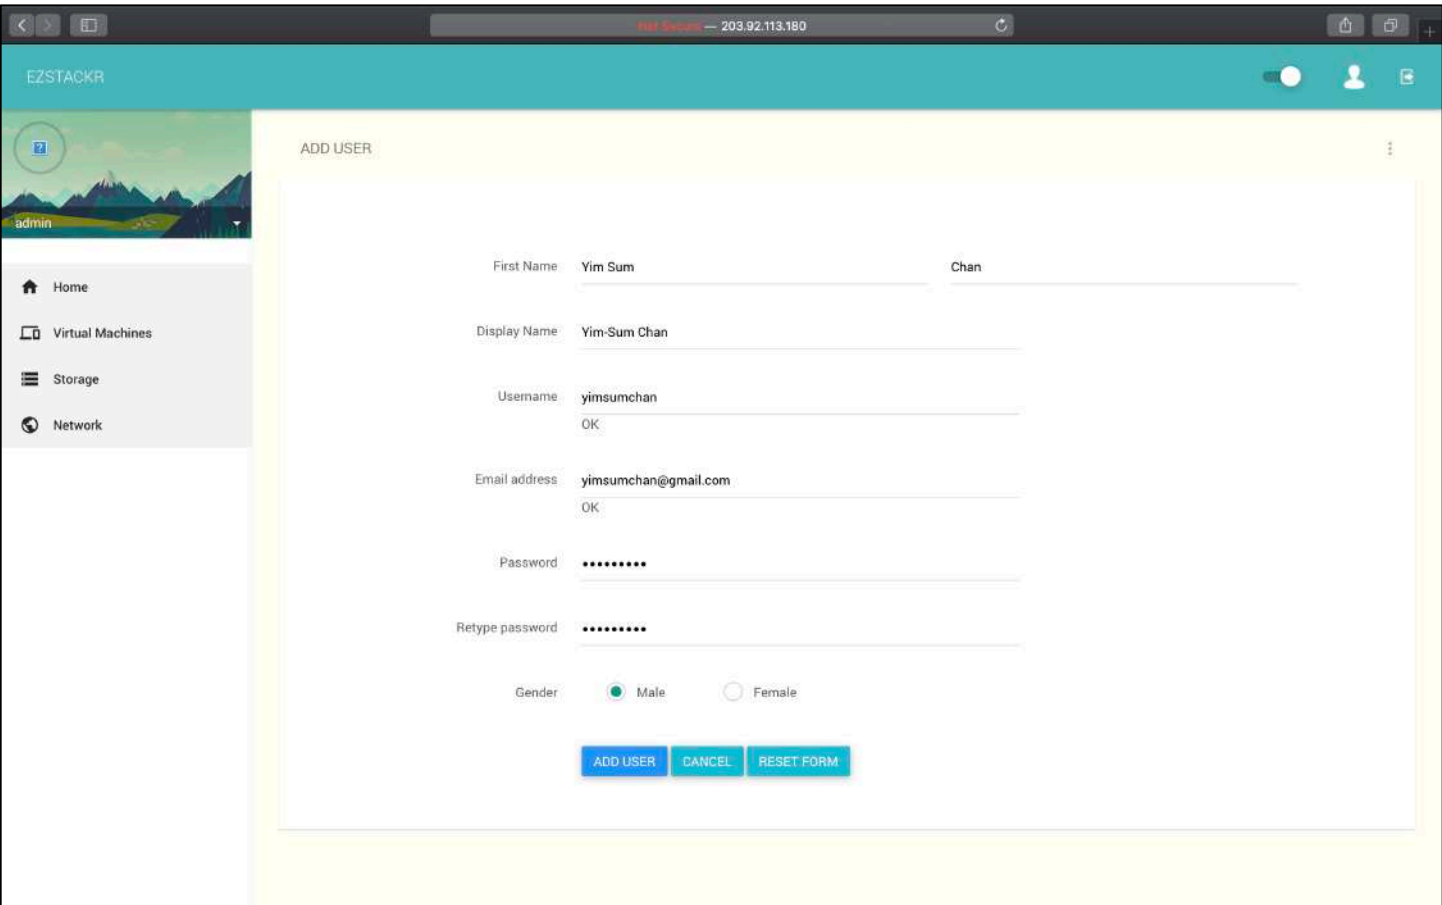 Not Secure — 203.92.113.180
EZSTACKR
admin
Home
Virtual Machines
Storage
Network
ADD USER
First Name Yim Sum Chan
Display Name Yim-Sum Chan
Username yimsumchan
OK
Email address yimsumchan@gmail.com
OK
Password •••••••••
Retype password •••••••••
Gender Male Female
ADD USER CANCEL RESET FORM